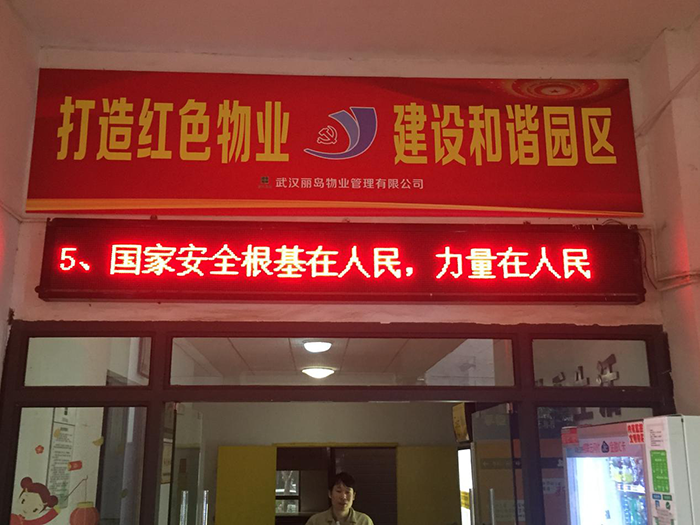 打造红色物业 建设和谐园区
武汉丽岛物业管理有限公司
5、国家安全根基在人民，力量在人民